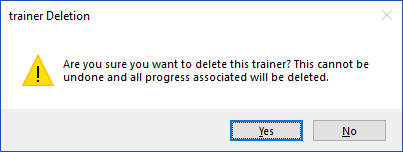 trainer Deletion
Are you sure you want to delete this trainer? This cannot be
undone and all progress associated will be deleted.
Yes
No